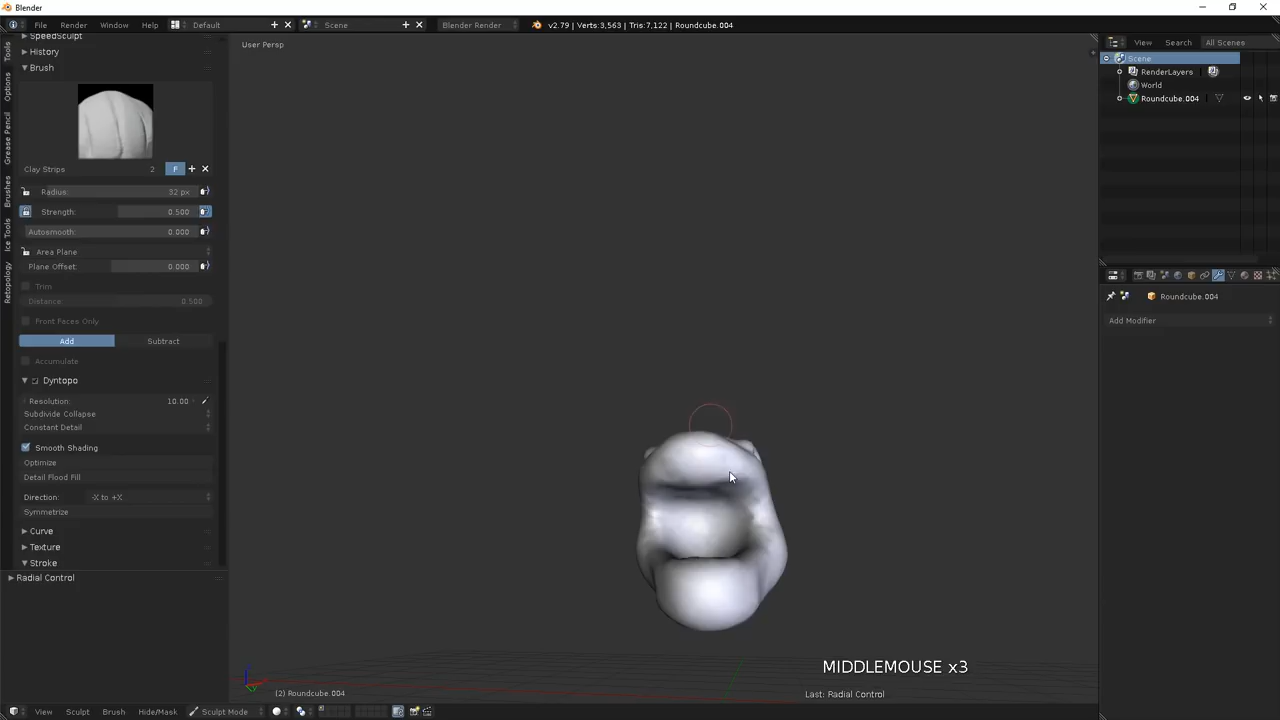 Blender
File Render Window Help Default Scene Blender Render v2.79 | Verts:3,563 | Tris:7,122 | Roundcube.004
SpeedSculpt
History
Brush
Clay Strips 2 F
Radius: 32 px
Strength: 0.500
Autosmooth: 0.000
Area Plane
Plane Offset: 0.000
Trim
Distance: 0.500
Front Faces Only
Add Subtract
Accumulate
Dyntopo
Resolution: 10.00
Subdivide Collapse
Constant Detail
Smooth Shading
Optimize
Detail Flood Fill
Direction: -X to +X
Symmetrize
Curve
Texture
Stroke
Radial Control
Tools
Options
Grease Pencil
Brushes
Ice Tools
Retopology
User Persp
MIDDLEMOUSE x3
Last: Radial Control
(2) Roundcube.004
View Sculpt Brush Hide/Mask Sculpt Mode
View Search All Scenes
Scene
RenderLayers
World
Roundcube.004
Roundcube.004
Add Modifier